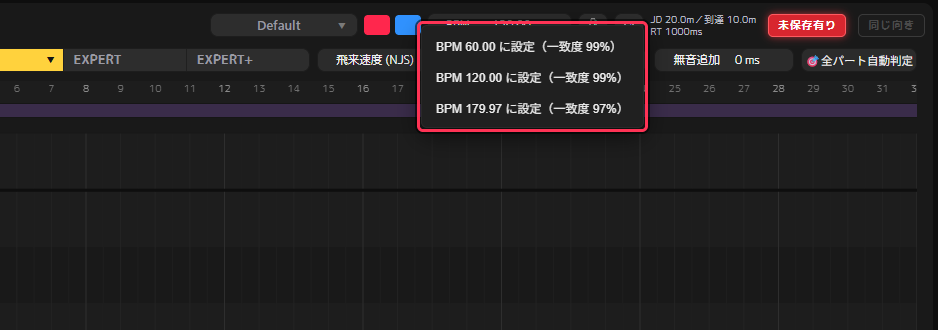 Default
JD 20.0m／到達 10.0m
RT 1000ms
未保存有り
同じ向き
BPM 60.00 に設定（一致度 99%）
BPM 120.00 に設定（一致度 99%）
BPM 179.97 に設定（一致度 97%）
EXPERT
EXPERT+
飛来速度 (NJS)
無音追加 0 ms
🎯全パート自動判定
6 7 8 9 10 11 12 13 14 15 16 17 25 26 27 28 29 30 31 3